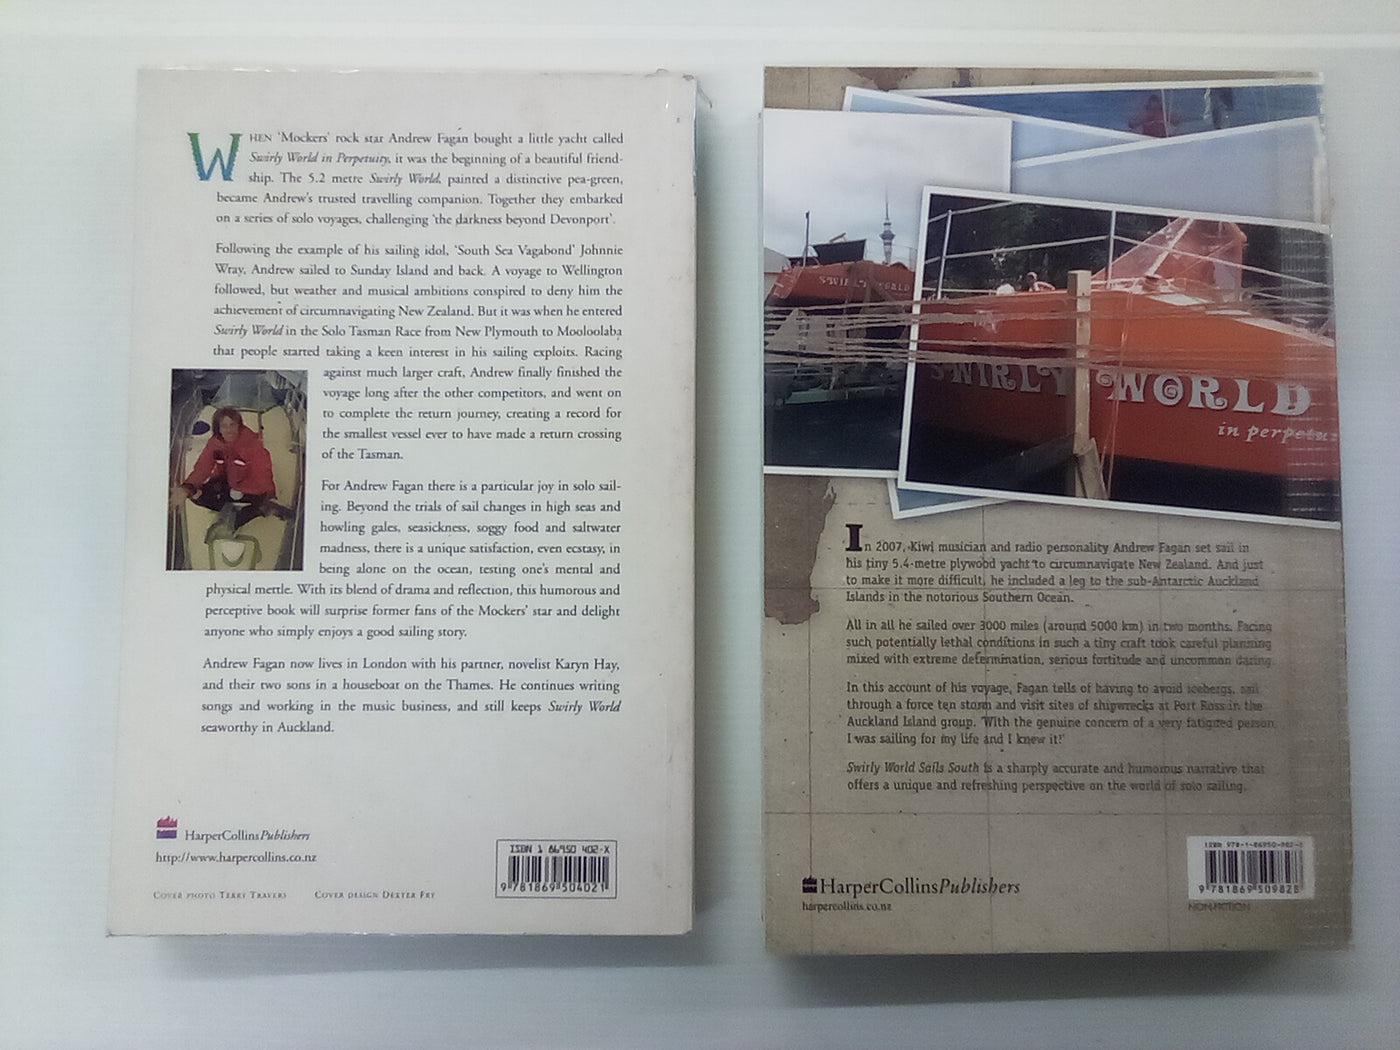 WHEN 'Mockers' rock star Andrew Fagan bought a little yacht called
Swirly World in Perpetuity, it was the beginning of a beautiful friend-
ship. The 5.2 metre Swirly World, painted a distinctive pea-green,
became Andrew's trusted travelling companion. Together they embarked
on a series of solo voyages, challenging 'the darkness beyond Devonport'.
Following the example of his sailing idol, 'South Sea Vagabond' Johnnie
Wray, Andrew sailed to Sunday Island and back. A voyage to Wellington
followed, but weather and musical ambitions conspired to deny him the
achievement of circumnavigating New Zealand. But it was when he entered
Swirly World in the Solo Tasman Race from New Plymouth to Mooloolaba
that people started taking a keen interest in his sailing exploits. Racing
against much larger craft, Andrew finally finished the
voyage long after the other competitors, and went on
to complete the return journey, creating a record for
the smallest vessel ever to have made a return crossing
of the Tasman.
For Andrew Fagan there is a particular joy in solo sail-
ing. Beyond the trials of sail changes in high seas and
howling gales, seasickness, soggy food and saltwater
madness, there is a unique satisfaction, even ecstasy, in
being alone on the ocean, testing one's mental and
physical mettle. With its blend of drama and reflection, this humorous and
perceptive book will surprise former fans of the Mockers' star and delight
anyone who simply enjoys a good sailing story.
Andrew Fagan now lives in London with his partner, novelist Karyn Hay,
and their two sons in a houseboat on the Thames. He continues writing
songs and working in the music business, and still keeps Swirly World
seaworthy in Auckland.
HarperCollinsPublishers
http://www.harpercollins.co.nz
COVER PHOTO TERRY TRAVERS COVER DESIGN DEXTER FRY
ISBN 1 86950 402-X
9 781869 504021
SWIRLY WORLD
SWIRLY WORLD
in perpetu
In 2007, Kiwi musician and radio personality Andrew Fagan set sail in
his tiny 5.4-metre plywood yacht to circumnavigate New Zealand. And just
to make it more difficult, he included a leg to the sub-Antarctic Auckland
Islands in the notorious Southern Ocean.
All in all he sailed over 3000 miles (around 5000 km) in two months. Facing
such potentially lethal conditions in such a tiny craft took careful planning
mixed with extreme determination, serious fortitude and uncommon daring.
In this account of his voyage, Fagan tells of having to avoid icebergs, sail
through a force ten storm and visit sites of shipwrecks at Port Ross in the
Auckland Island group. 'With the genuine concern of a very fatigued person,
I was sailing for my life and I knew it!'
Swirly World Sails South is a sharply accurate and humorous narrative that
offers a unique and refreshing perspective on the world of solo sailing.
HarperCollinsPublishers
harpercollins.co.nz
9 781869 509828
NON-FICTION